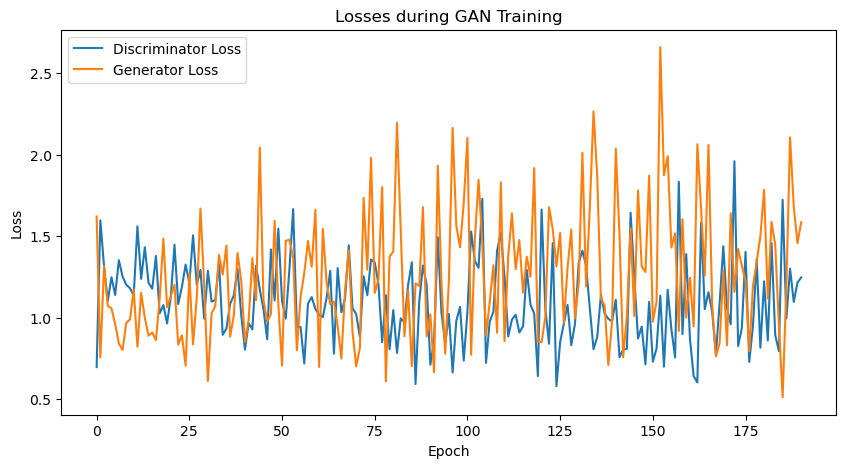 Losses during GAN Training
Discriminator Loss
Generator Loss
Loss
2.5
2.0
1.5
1.0
0.5
0 25 50 75 100 125 150 175
Epoch